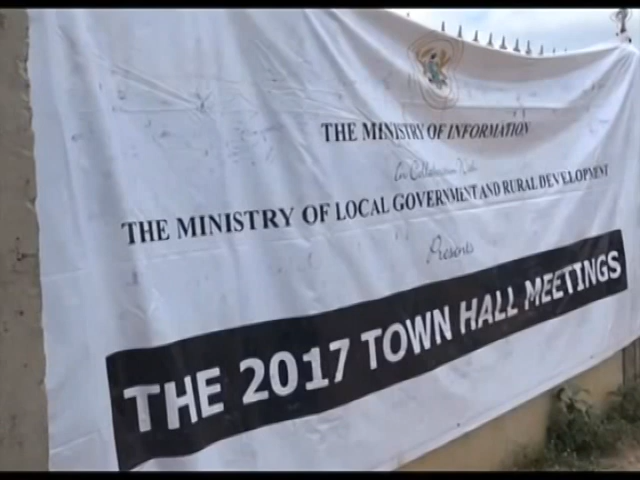 THE MINISTRY OF INFORMATION
In Collaboration With
THE MINISTRY OF LOCAL GOVERNMENT AND RURAL DEVELOPMENT
Presents
THE 2017 TOWN HALL MEETINGS